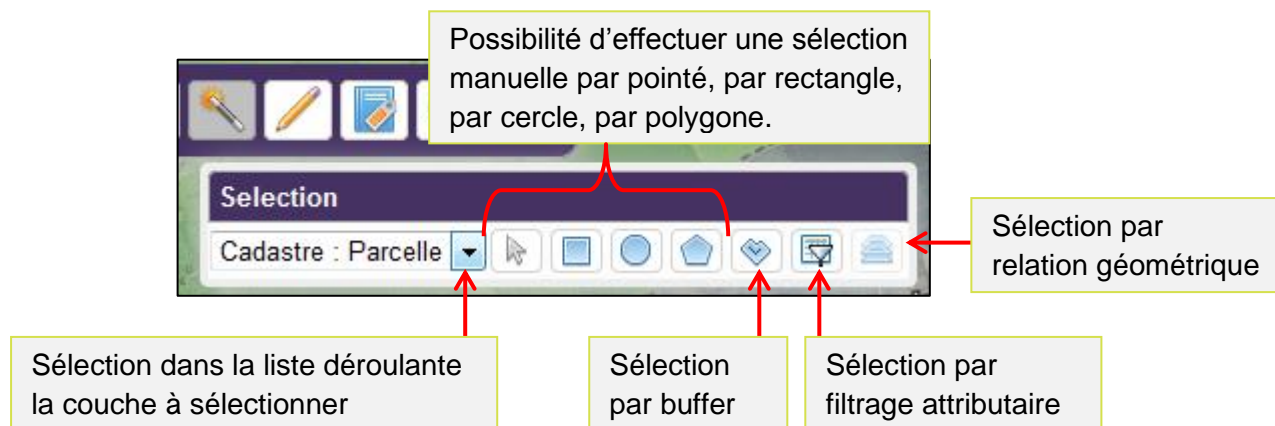 Possibilité d’effectuer une sélection
manuelle par pointé, par rectangle,
par cercle, par polygone.
Selection
Cadastre : Parcelle
Sélection par
relation géométrique
Sélection dans la liste déroulante
la couche à sélectionner
Sélection
par buffer
Sélection par
filtrage attributaire